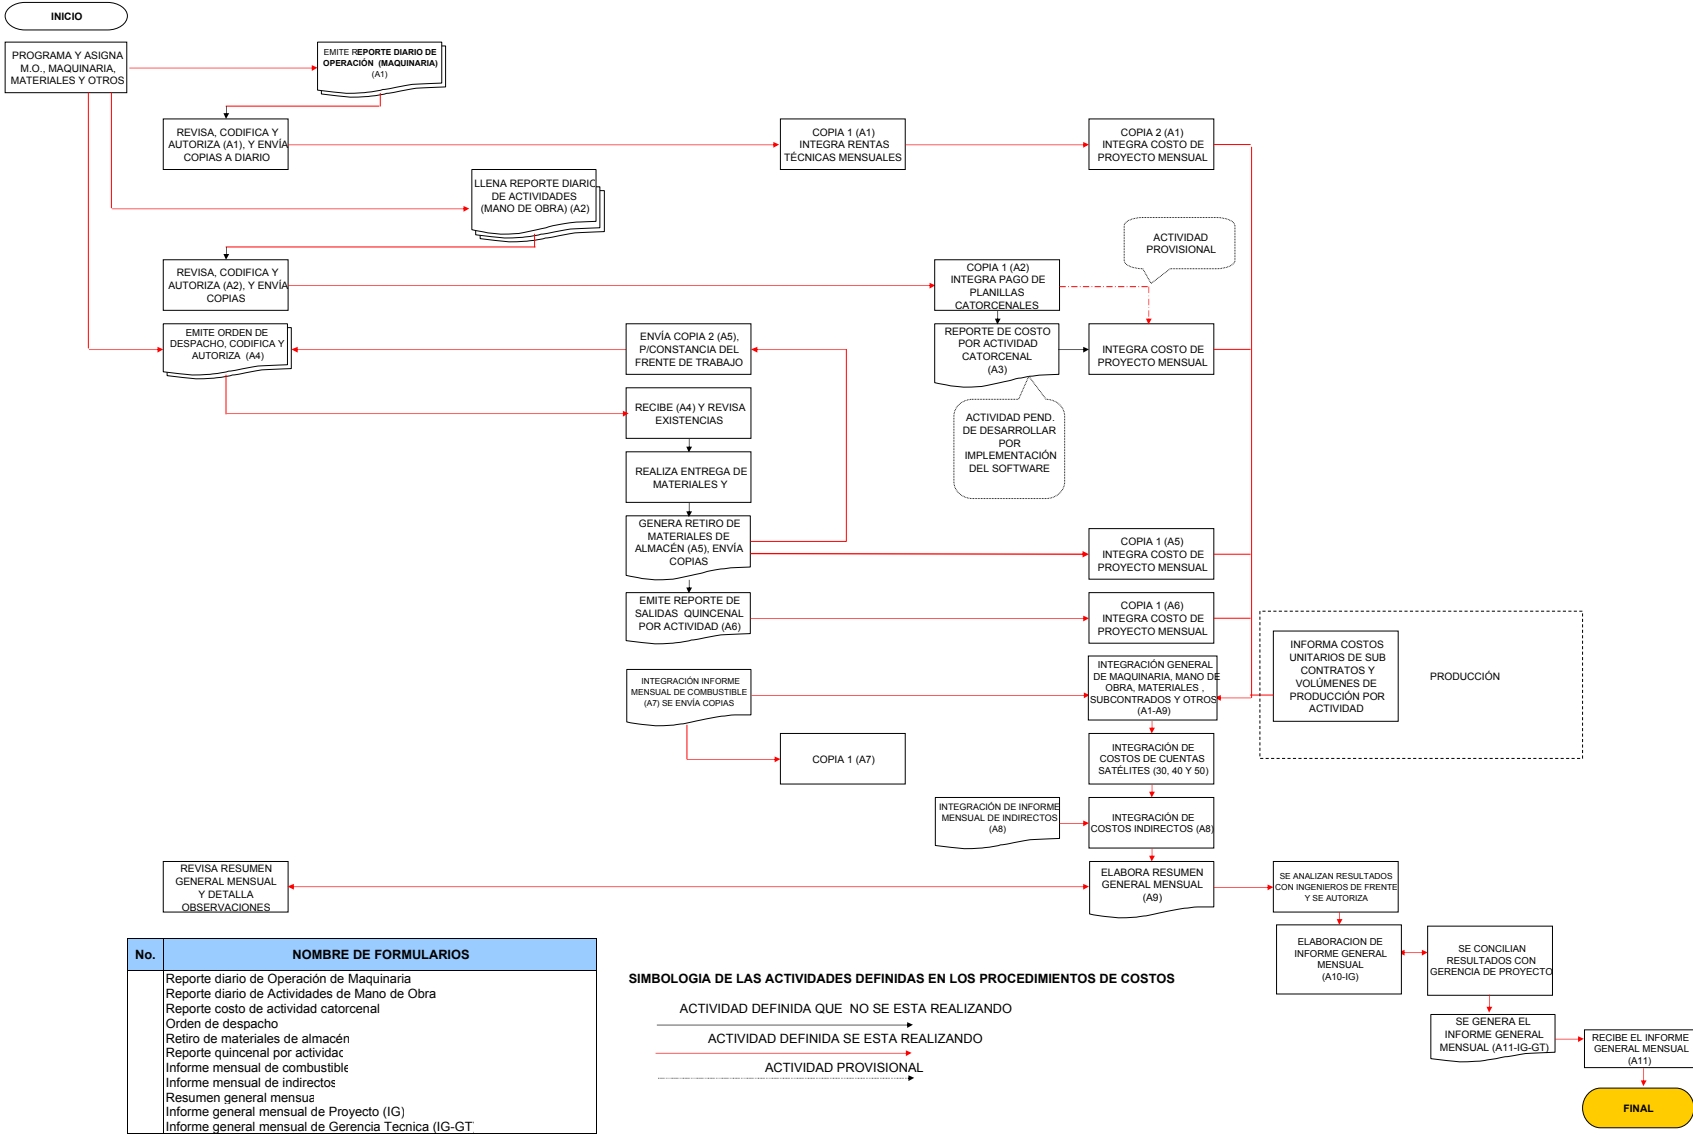 INICIO
PROGRAMA Y ASIGNA
M.O., MAQUINARIA,
MATERIALES Y OTROS
EMITE REPORTE DIARIO DE
OPERACIÓN (MAQUINARIA)
(A1)
REVISA, CODIFICA Y
AUTORIZA (A1), Y ENVÍA
COPIAS A DIARIO
COPIA 1 (A1)
INTEGRA RENTAS
TÉCNICAS MENSUALES
COPIA 2 (A1)
INTEGRA COSTO DE
PROYECTO MENSUAL
LLENA REPORTE DIARIO
DE ACTIVIDADES
(MANO DE OBRA) (A2)
ACTIVIDAD
PROVISIONAL
REVISA, CODIFICA Y
AUTORIZA (A2), Y ENVÍA
COPIAS
COPIA 1 (A2)
INTEGRA PAGO DE
PLANILLAS
CATORCENALES
EMITE ORDEN DE
DESPACHO, CODIFICA Y
AUTORIZA (A4)
ENVÍA COPIA 2 (A5),
P/CONSTANCIA DEL
FRENTE DE TRABAJO
REPORTE DE COSTO
POR ACTIVIDAD
CATORCENAL
(A3)
INTEGRA COSTO DE
PROYECTO MENSUAL
RECIBE (A4) Y REVISA
EXISTENCIAS
ACTIVIDAD PEND.
DE DESARROLLAR
POR
IMPLEMENTACIÓN
DEL SOFTWARE
REALIZA ENTREGA DE
MATERIALES Y
GENERA RETIRO DE
MATERIALES DE
ALMACÉN (A5), ENVÍA
COPIAS
COPIA 1 (A5)
INTEGRA COSTO DE
PROYECTO MENSUAL
EMITE REPORTE DE
SALIDAS QUINCENAL
POR ACTIVIDAD (A6)
COPIA 1 (A6)
INTEGRA COSTO DE
PROYECTO MENSUAL
INFORMA COSTOS
UNITARIOS DE SUB
CONTRATOS Y
VOLÚMENES DE
PRODUCCIÓN POR
ACTIVIDAD
PRODUCCIÓN
INTEGRACIÓN INFORME
MENSUAL DE COMBUSTIBLE
(A7) SE ENVÍA COPIAS
INTEGRACIÓN GENERAL
DE MAQUINARIA, MANO DE
OBRA, MATERIALES ,
SUBCONTRADOS Y OTROS
(A1-A9)
COPIA 1 (A7)
INTEGRACIÓN DE
COSTOS DE CUENTAS
SATÉLITES (30, 40 Y 50)
INTEGRACIÓN DE INFORME
MENSUAL DE INDIRECTOS
(A8)
INTEGRACIÓN DE
COSTOS INDIRECTOS (A8)
REVISA RESUMEN
GENERAL MENSUAL
Y DETALLA
OBSERVACIONES
ELABORA RESUMEN
GENERAL MENSUAL
(A9)
SE ANALIZAN RESULTADOS
CON INGENIEROS DE FRENTE
Y SE AUTORIZA
ELABORACION DE
INFORME GENERAL
MENSUAL
(A10-IG)
SE CONCILIAN
RESULTADOS CON
GERENCIA DE PROYECTO
SE GENERA EL
INFORME GENERAL
MENSUAL (A11-IG-GT)
RECIBE EL INFORME
GENERAL MENSUAL
(A11)
FINAL
No. NOMBRE DE FORMULARIOS
Reporte diario de Operación de Maquinaria
Reporte diario de Actividades de Mano de Obra
Reporte costo de actividad catorcenal
Orden de despacho
Retiro de materiales de almacén
Reporte quincenal por actividad
Informe mensual de combustible
Informe mensual de indirectos
Resumen general mensua
Informe general mensual de Proyecto (IG)
Informe general mensual de Gerencia Tecnica (IG-GT
SIMBOLOGIA DE LAS ACTIVIDADES DEFINIDAS EN LOS PROCEDIMIENTOS DE COSTOS
ACTIVIDAD DEFINIDA QUE NO SE ESTA REALIZANDO
ACTIVIDAD DEFINIDA SE ESTA REALIZANDO
ACTIVIDAD PROVISIONAL